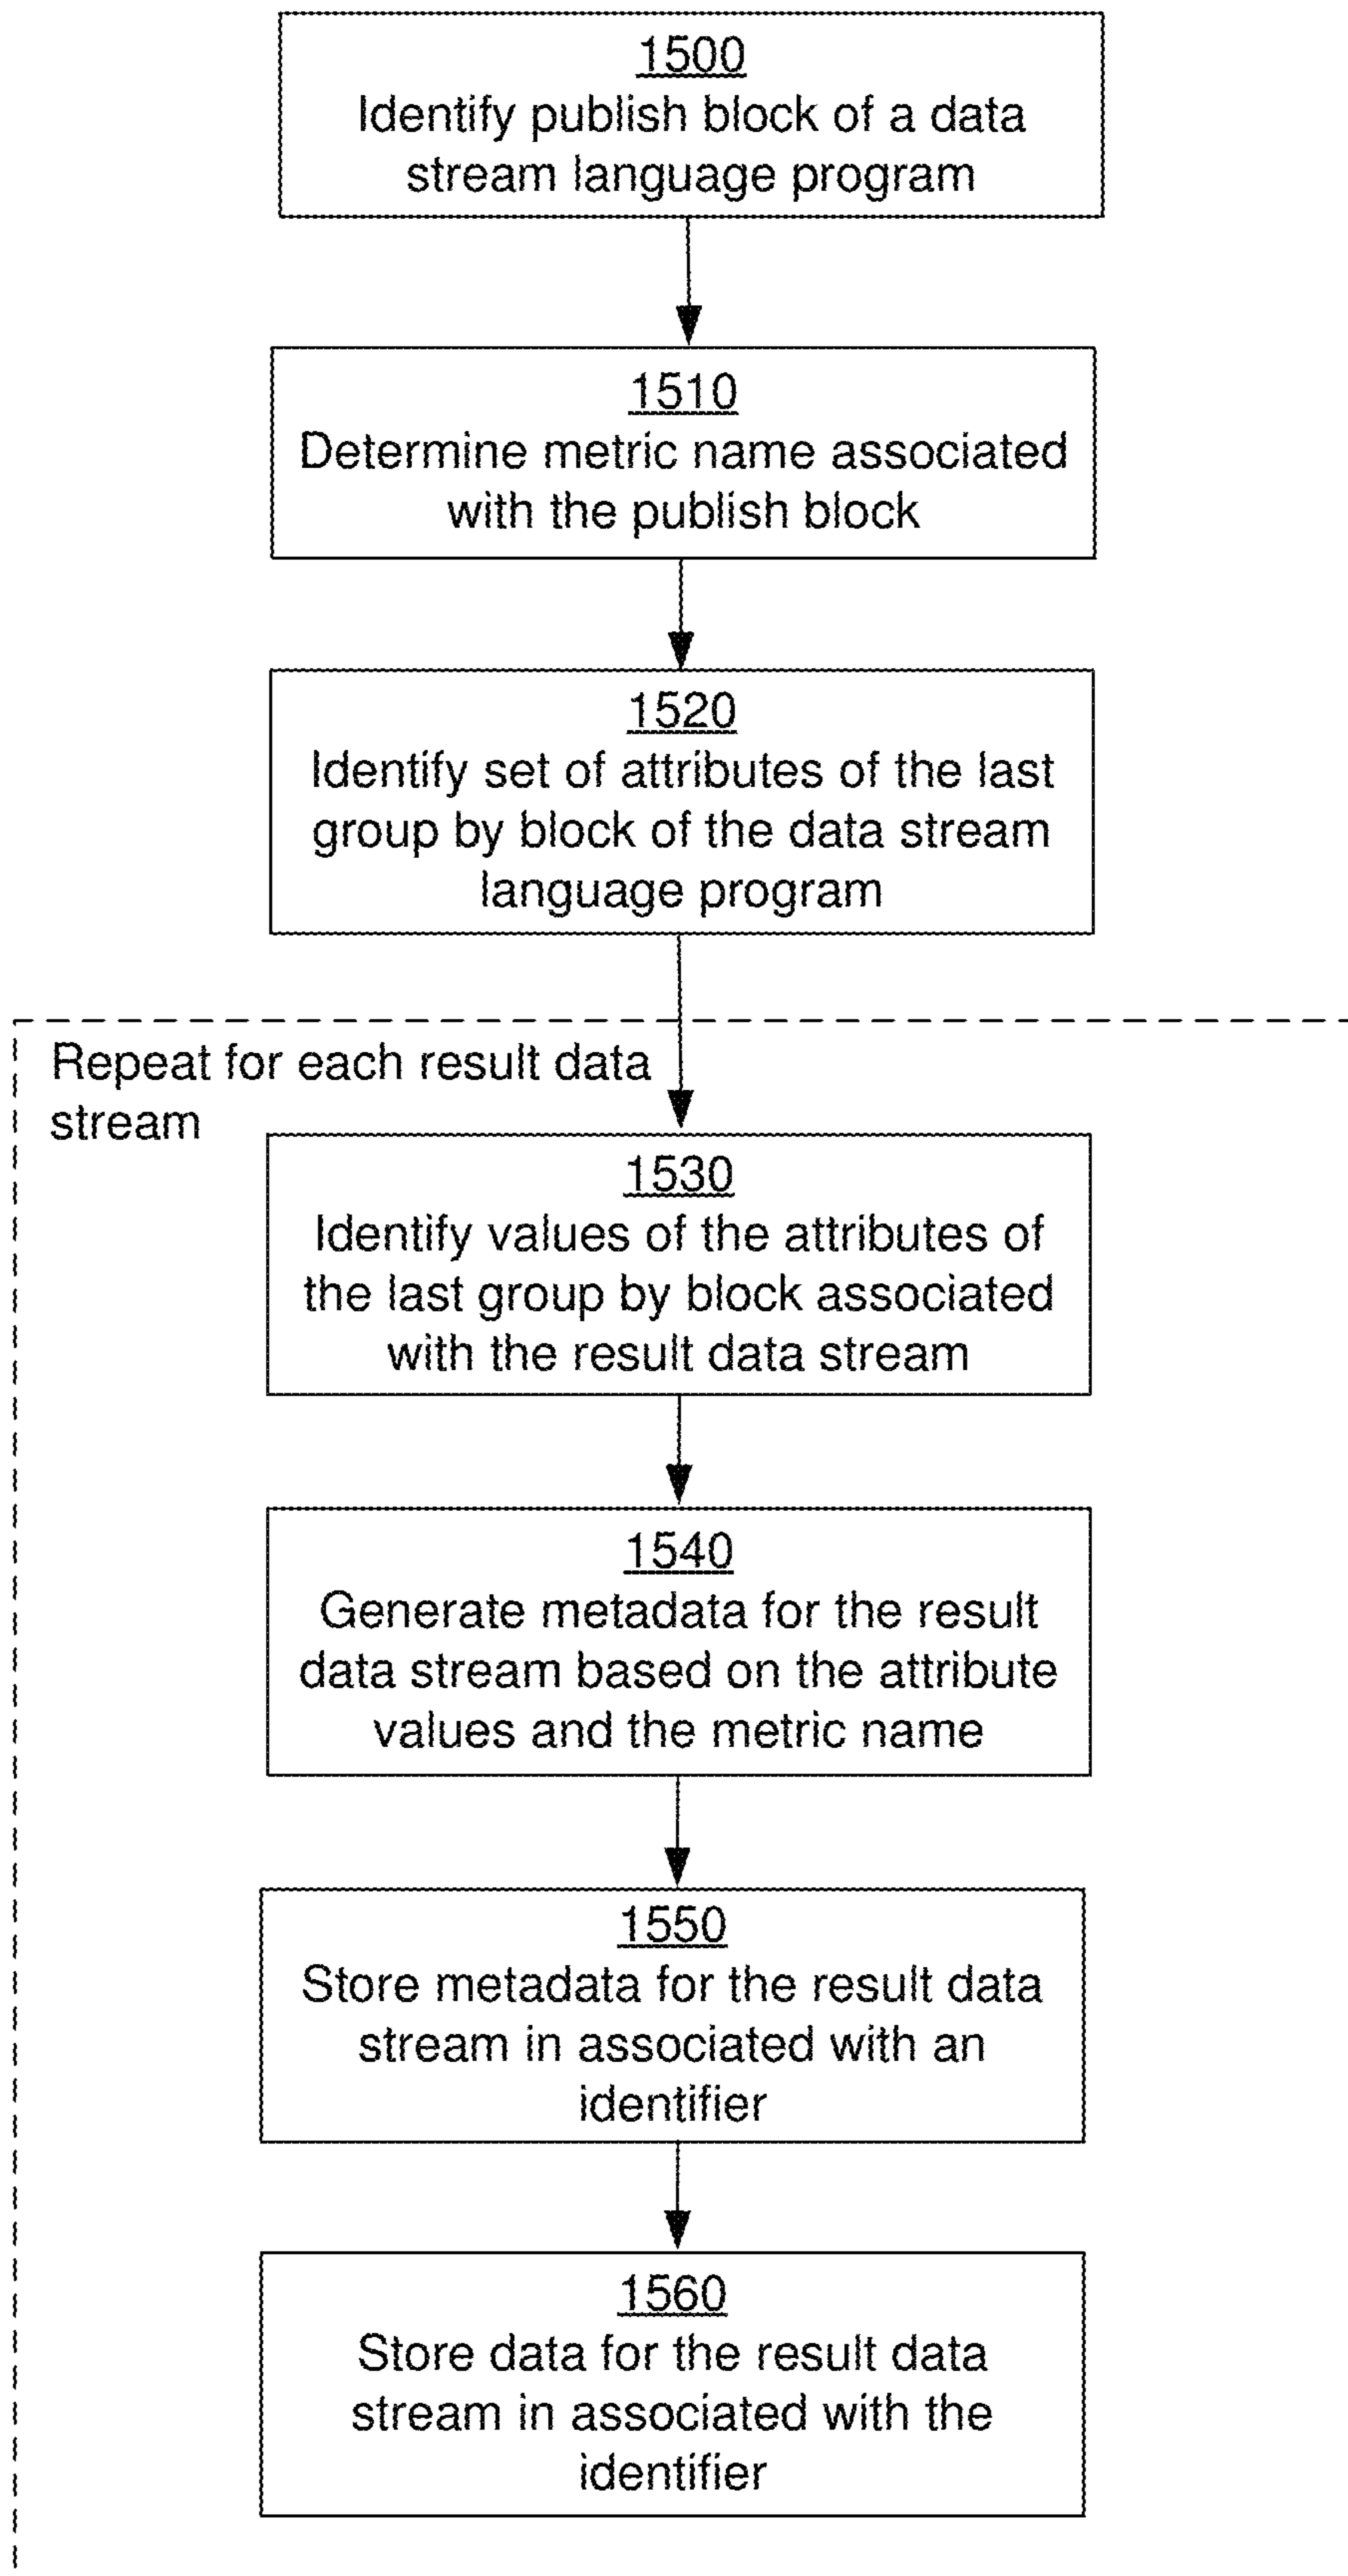 1500
Identify publish block of a data
stream language program
1510
Determine metric name associated
with the publish block
1520
Identify set of attributes of the last
group by block of the data stream
language program
Repeat for each result data
stream
1530
Identify values of the attributes of
the last group by block associated
with the result data stream
1540
Generate metadata for the result
data stream based on the attribute
values and the metric name
1550
Store metadata for the result data
stream in associated with an
identifier
1560
Store data for the result data
stream in associated with the
identifier